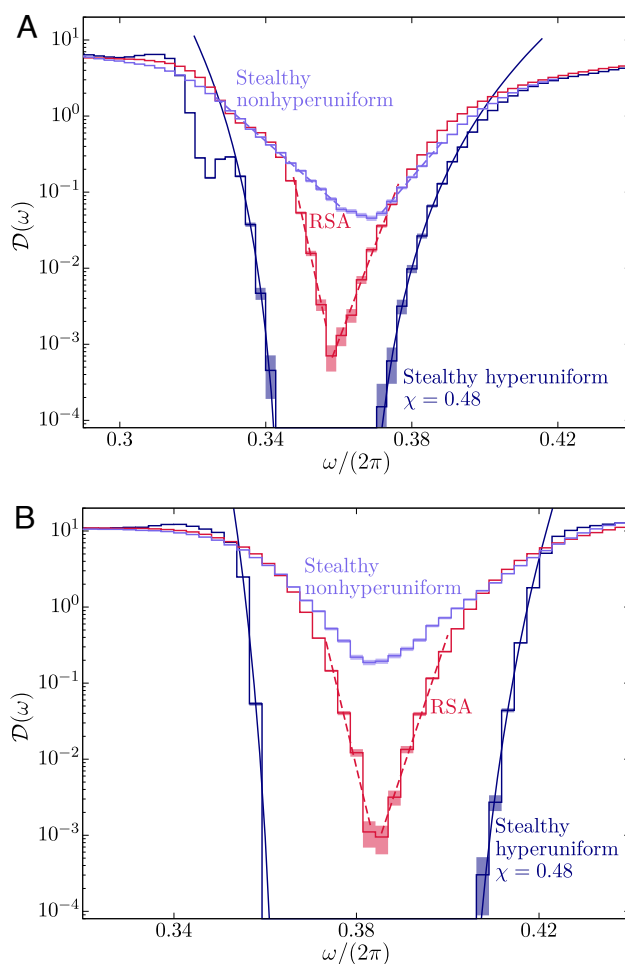 A
10^1
10^0
10^{-1}
10^{-2}
10^{-3}
10^{-4}
D(ω)
Stealthy
nonhyperuniform
RSA
Stealthy hyperuniform
χ = 0.48
0.3
0.34
0.38
0.42
ω/(2π)
B
10^1
10^0
10^{-1}
10^{-2}
10^{-3}
10^{-4}
D(ω)
Stealthy
nonhyperuniform
RSA
Stealthy
hyperuniform
χ = 0.48
0.34
0.38
0.42
ω/(2π)